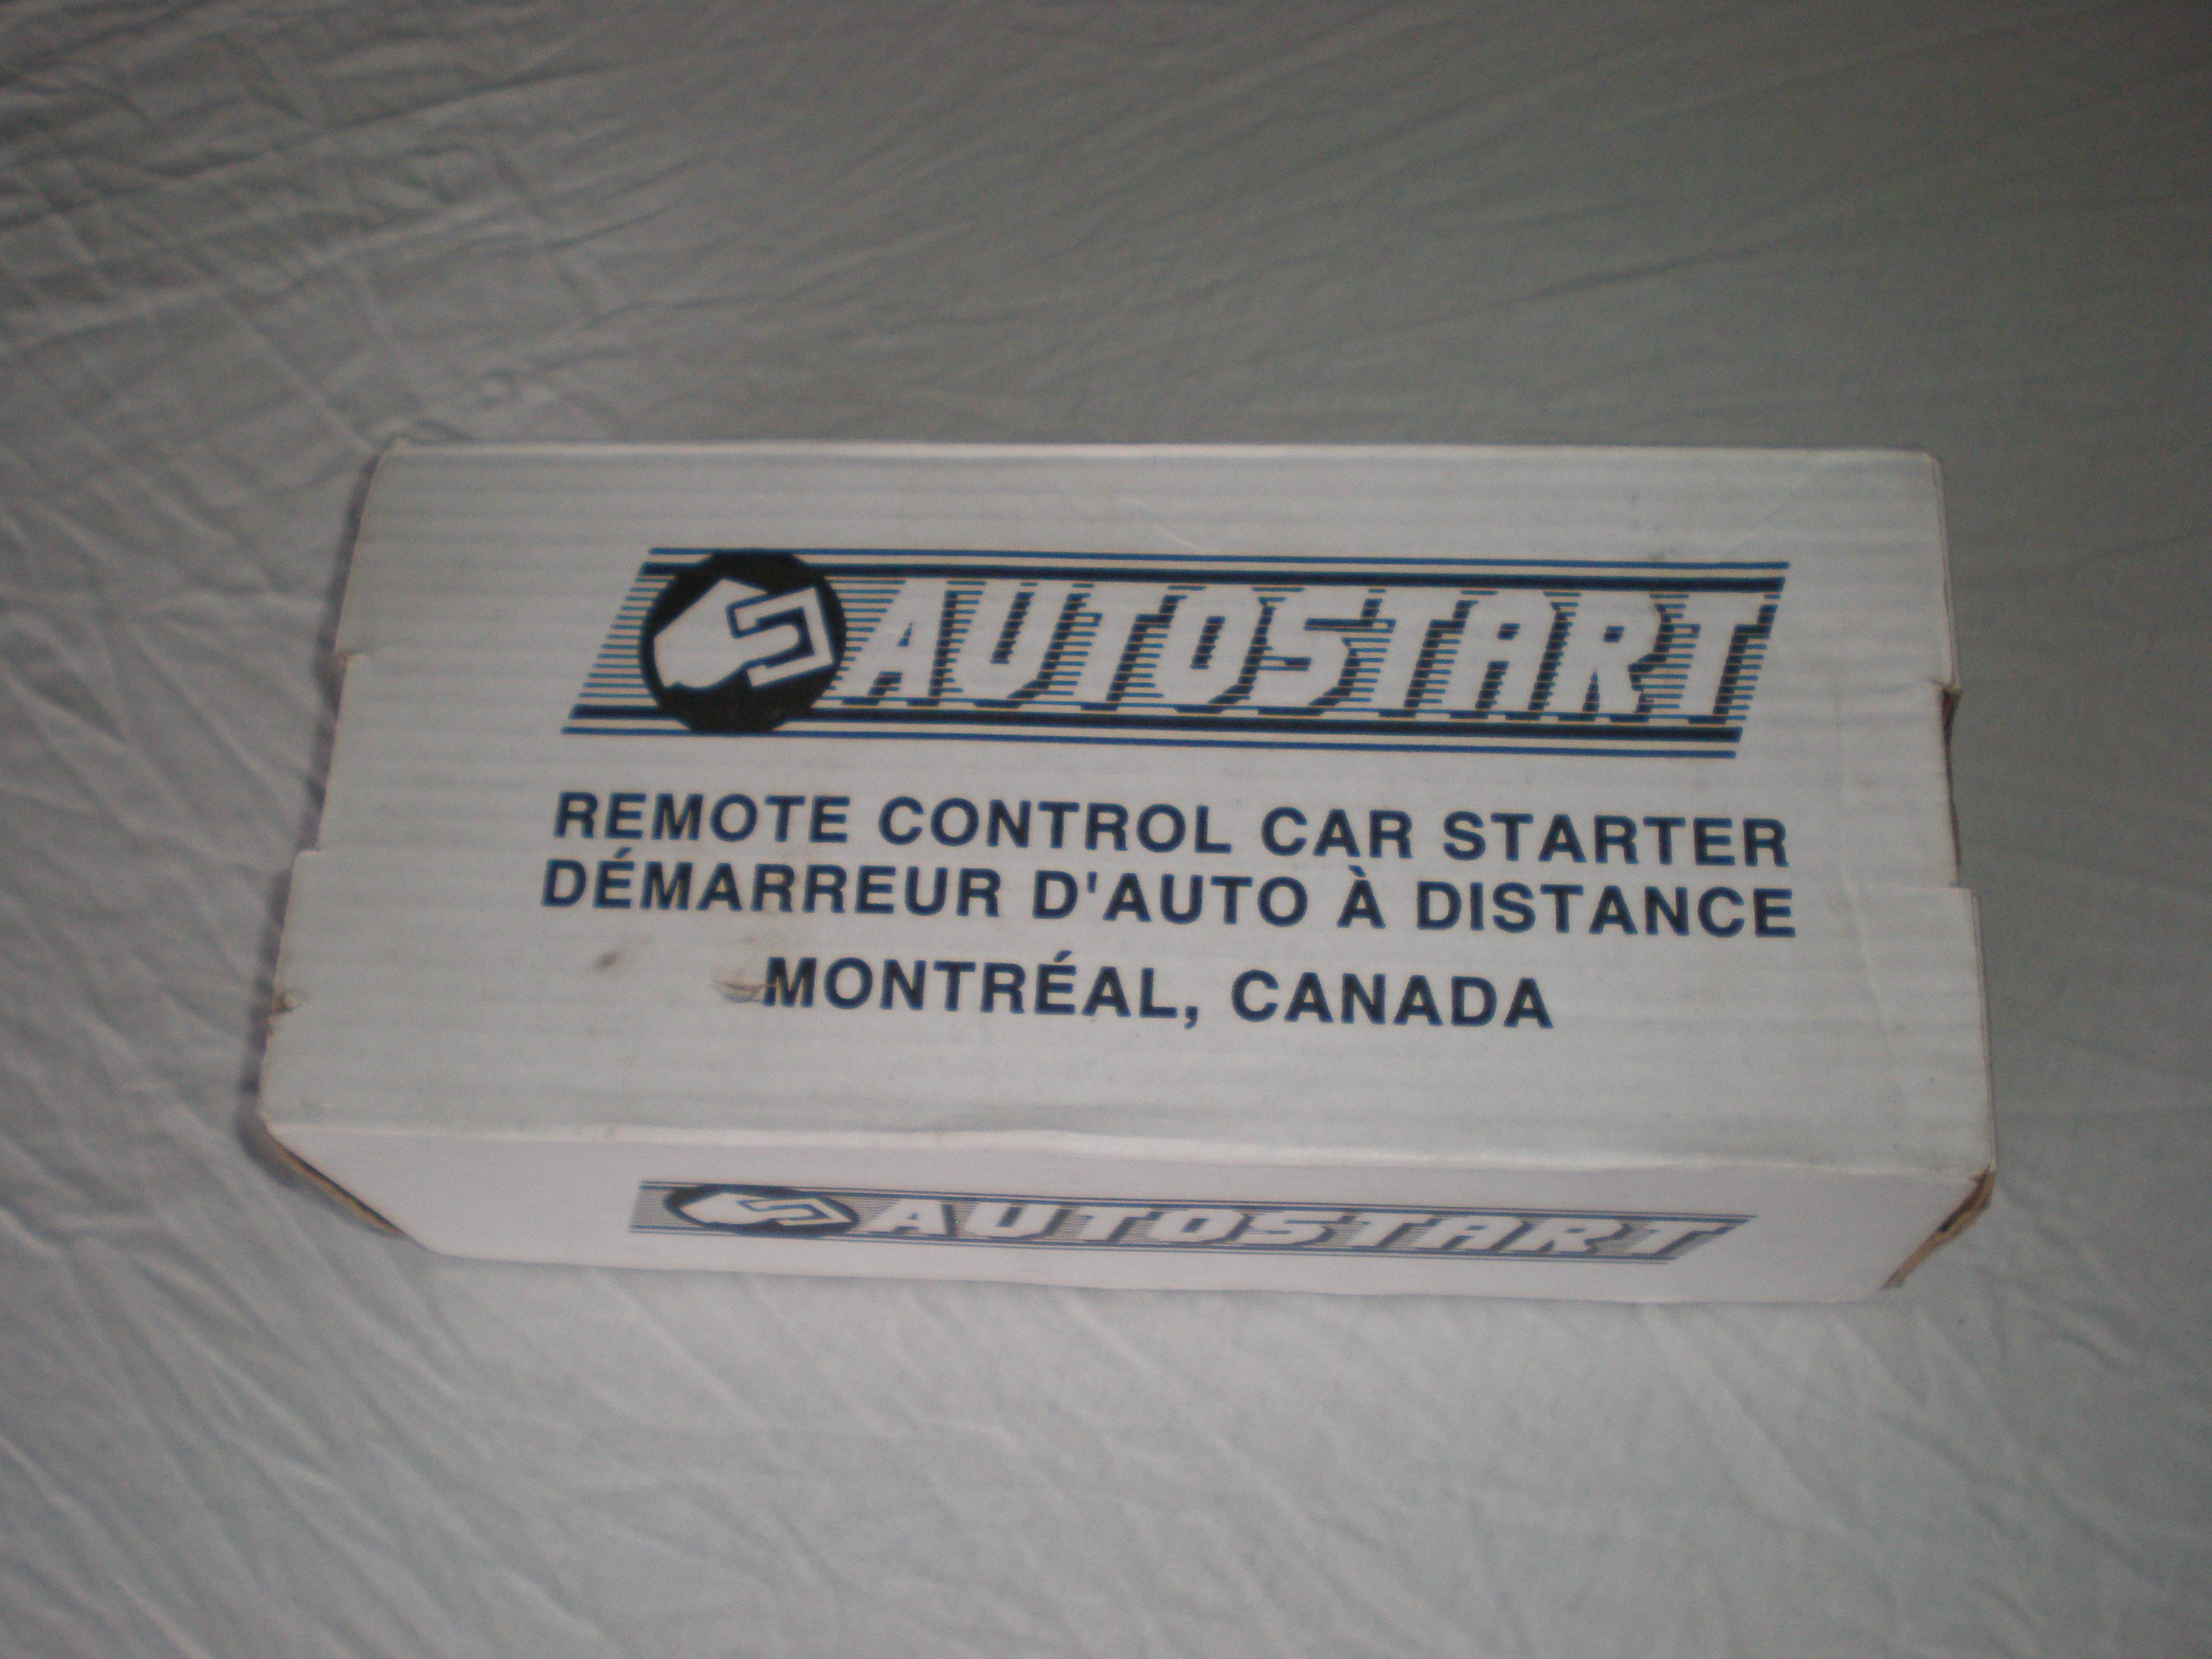 AUTOSTART
REMOTE CONTROL CAR STARTER
DÉMARREUR D'AUTO À DISTANCE
MONTRÉAL, CANADA
AUTOSTART